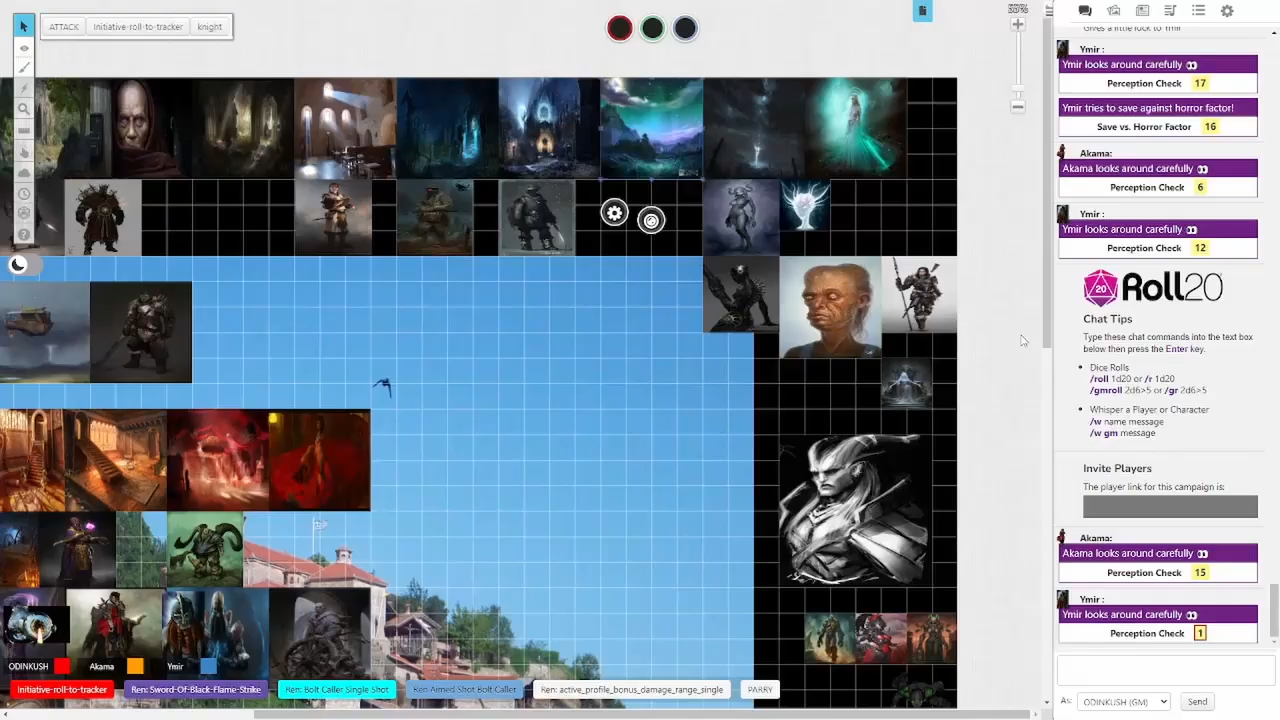 ATTACK Initiative-roll-to-tracker knight
Gives a little luck to Ymir
Ymir :
Ymir looks around carefully 👀
Perception Check 17
Ymir tries to save against horror factor!
Save vs. Horror Factor 16
Akama:
Akama looks around carefully 👀
Perception Check 6
Ymir :
Ymir looks around carefully 👀
Perception Check 12
20 Roll20
Chat Tips
Type these chat commands into the text box
below then press the Enter key.
Dice Rolls
/roll 1d20 or /r 1d20
/gmroll 2d6>5 or /gr 2d6>5
Whisper a Player or Character
/w name message
/w gm message
Invite Players
The player link for this campaign is:
Akama:
Akama looks around carefully 👀
Perception Check 15
Ymir :
Ymir looks around carefully 👀
Perception Check 1
ODINKUSH Akama Ymir
Initiative-roll-to-tracker Ren: Sword-Of-Black-Flame-Strike Ren: Bolt Caller Single Shot Ren Aimed Shot Bolt Caller Ren: active_profile_bonus_damage_range_single PARRY
As: ODINKUSH (GM) Send